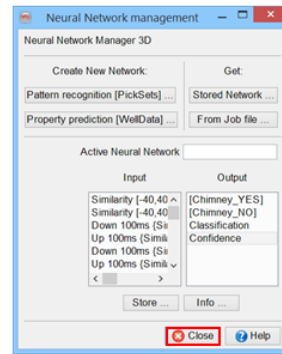 Neural Network management
Neural Network Manager 3D
Create New Network:
Get:
Pattern recognition [PickSets] ...
Stored Network ...
Property prediction [WellData] ...
From Job file ...
Active Neural Network
Input
Output
Similarity [-40,40
Similarity [-40,40
Down 100ms {Si
Up 100ms {Simila
Down 100ms {Si
Up 100ms {Simila
[Chimney_YES]
[Chimney_NO]
Classification
Confidence
Store ...
Info ...
Close
Help